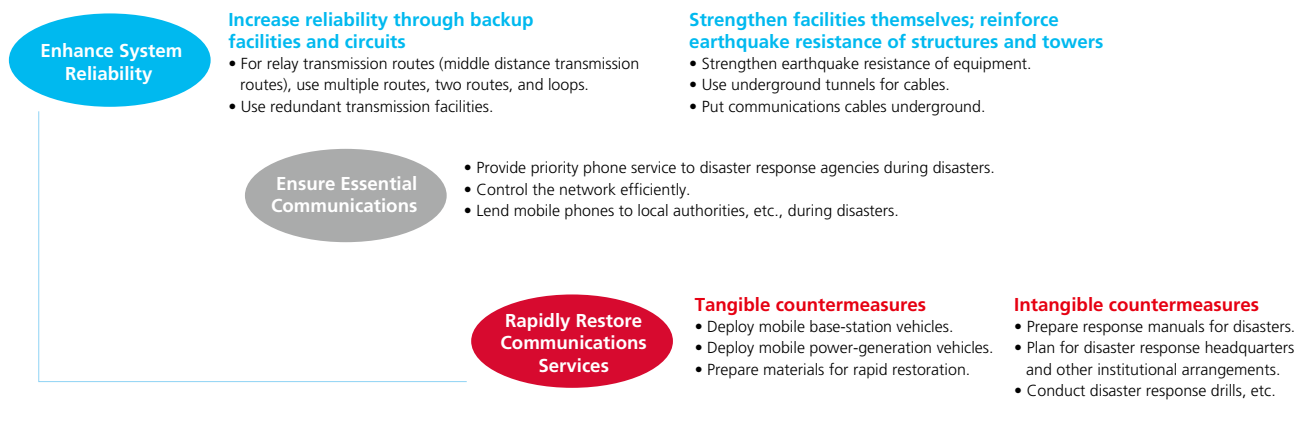 Enhance System
Reliability
Increase reliability through backup
facilities and circuits
• For relay transmission routes (middle distance transmission
routes), use multiple routes, two routes, and loops.
• Use redundant transmission facilities.
Strengthen facilities themselves; reinforce
earthquake resistance of structures and towers
• Strengthen earthquake resistance of equipment.
• Use underground tunnels for cables.
• Put communications cables underground.
Ensure Essential
Communications
• Provide priority phone service to disaster response agencies during disasters.
• Control the network efficiently.
• Lend mobile phones to local authorities, etc., during disasters.
Rapidly Restore
Communications
Services
Tangible countermeasures
• Deploy mobile base-station vehicles.
• Deploy mobile power-generation vehicles.
• Prepare materials for rapid restoration.
Intangible countermeasures
• Prepare response manuals for disasters.
• Plan for disaster response headquarters
and other institutional arrangements.
• Conduct disaster response drills, etc.